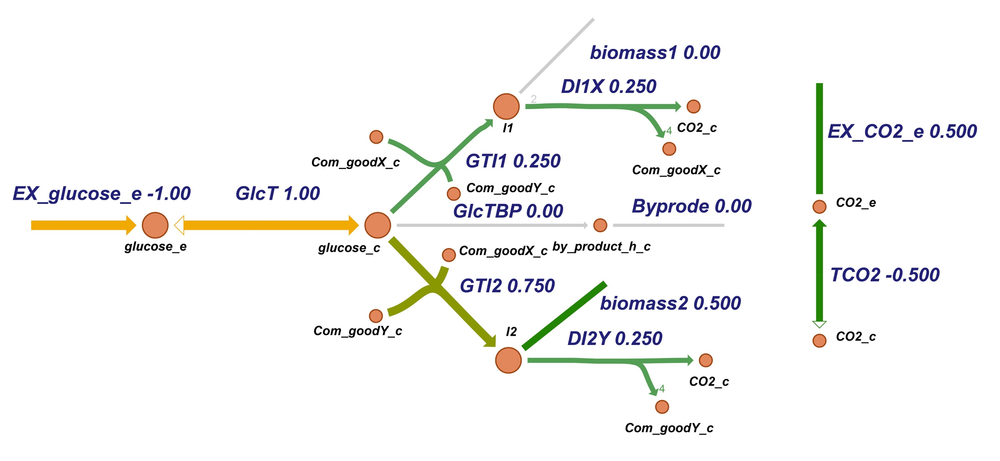 biomass1 0.00
DI1X 0.250
2
I1
4
CO2_c
Com_goodX_c
EX_CO2_e 0.500
Com_goodX_c
GTI1 0.250
Com_goodY_c
EX_glucose_e -1.00
GlcT 1.00
GlcTBP 0.00
Byprode 0.00
CO2_e
glucose_e
glucose_c
Com_goodX_c
by_product_h_c
GTI2 0.750
TCO2 -0.500
biomass2 0.500
Com_goodY_c
I2
DI2Y 0.250
CO2_c
CO2_c
4
Com_goodY_c